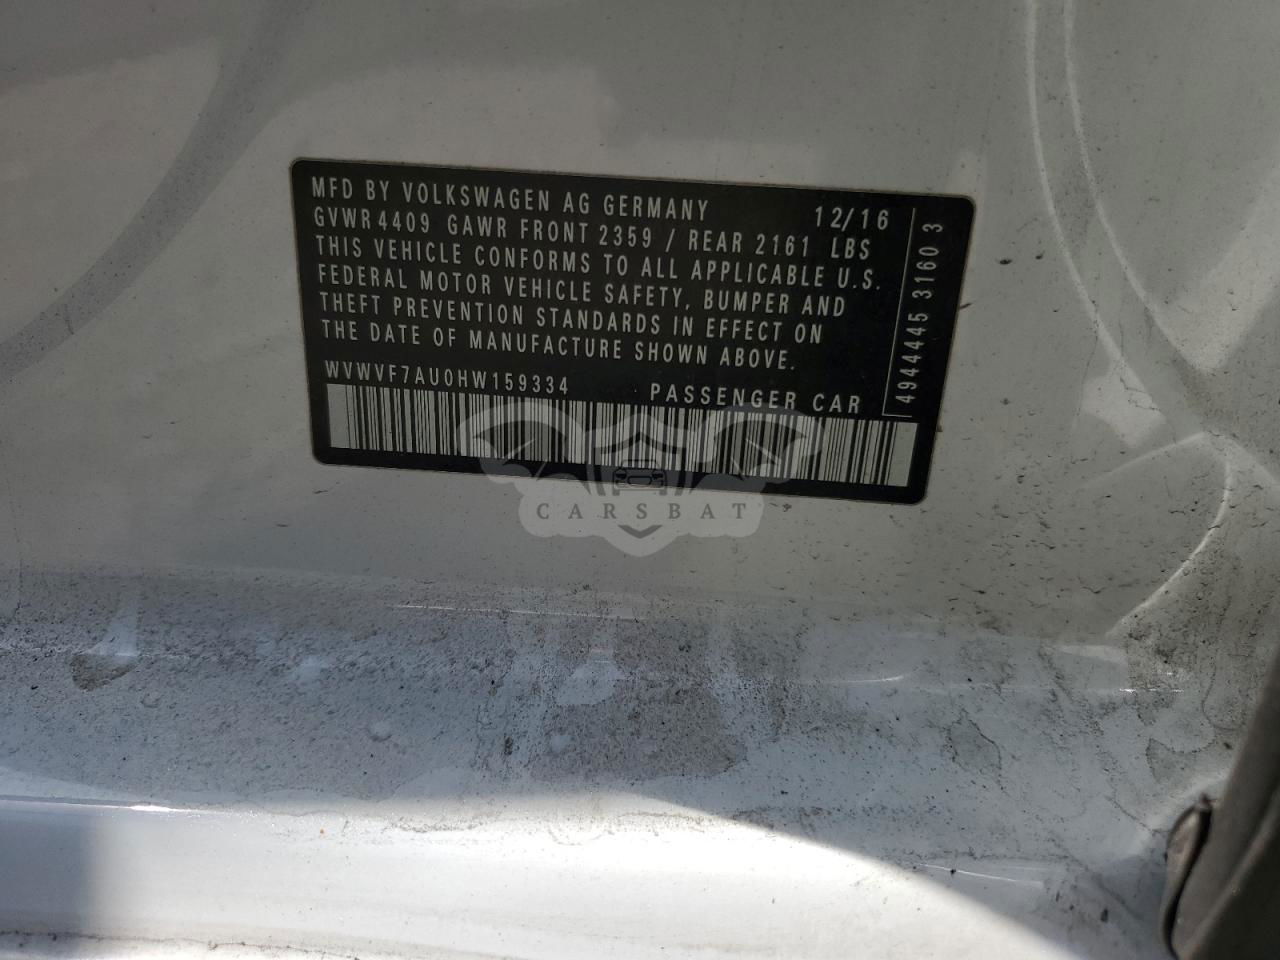 MFD BY VOLKSWAGEN AG GERMANY 12/16
GVWR 4409 GAWR FRONT 2359 / REAR 2161 LBS
THIS VEHICLE CONFORMS TO ALL APPLICABLE U.S.
FEDERAL MOTOR VEHICLE SAFETY, BUMPER AND
THEFT PREVENTION STANDARDS IN EFFECT ON
THE DATE OF MANUFACTURE SHOWN ABOVE.
WVWVF7AU0HW159334 PASSENGER CAR
4944445 3160 3
CARSBAT